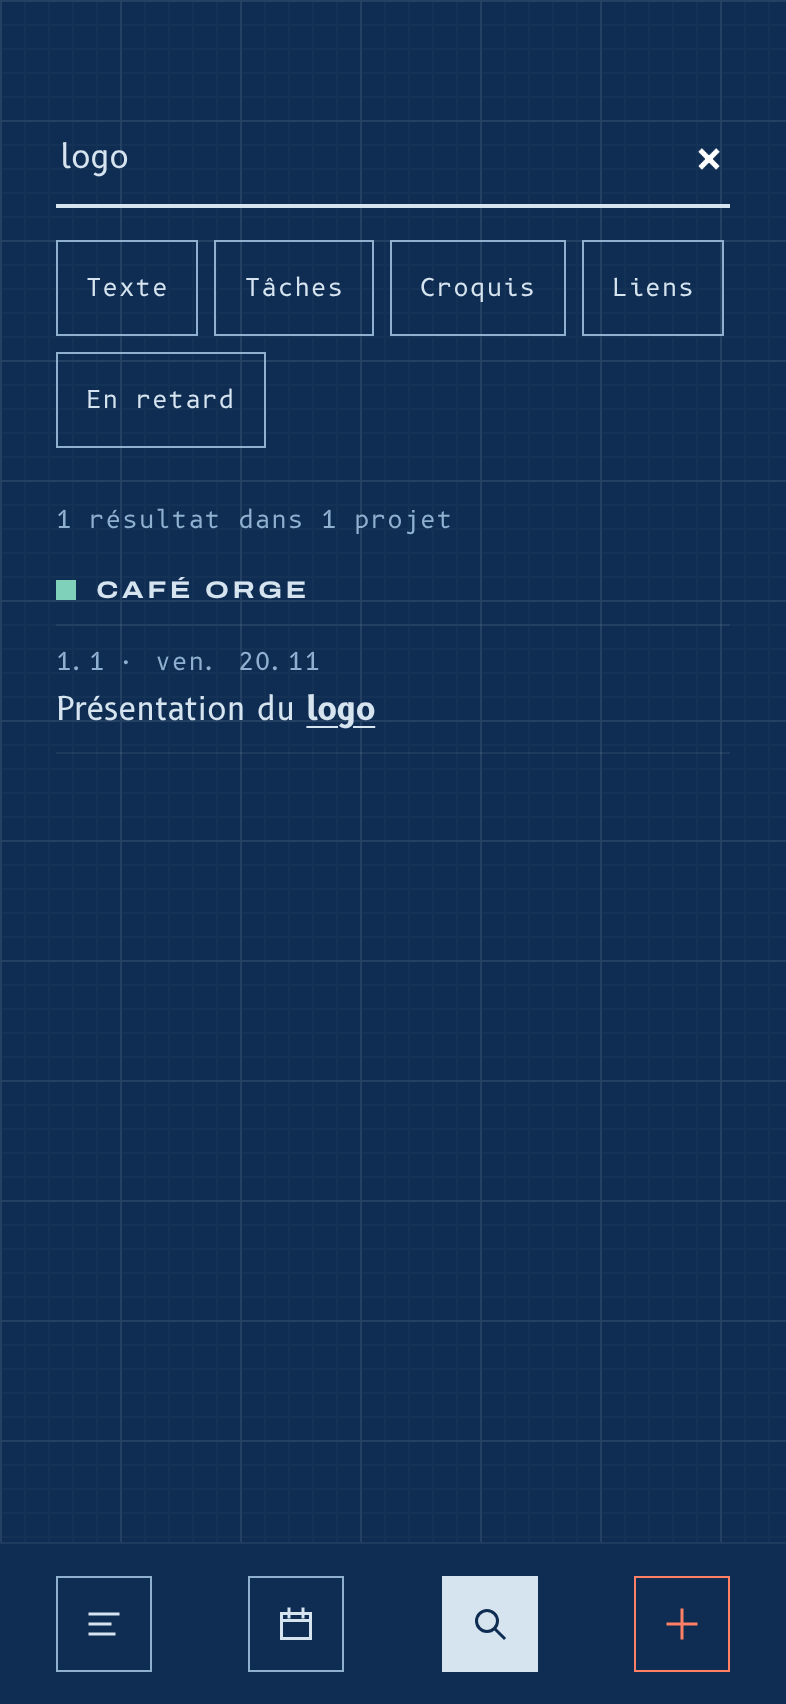 logo
Texte Tâches Croquis Liens
En retard
1 résultat dans 1 projet
CAFÉ ORGE
1.1 · ven. 20.11
Présentation du logo